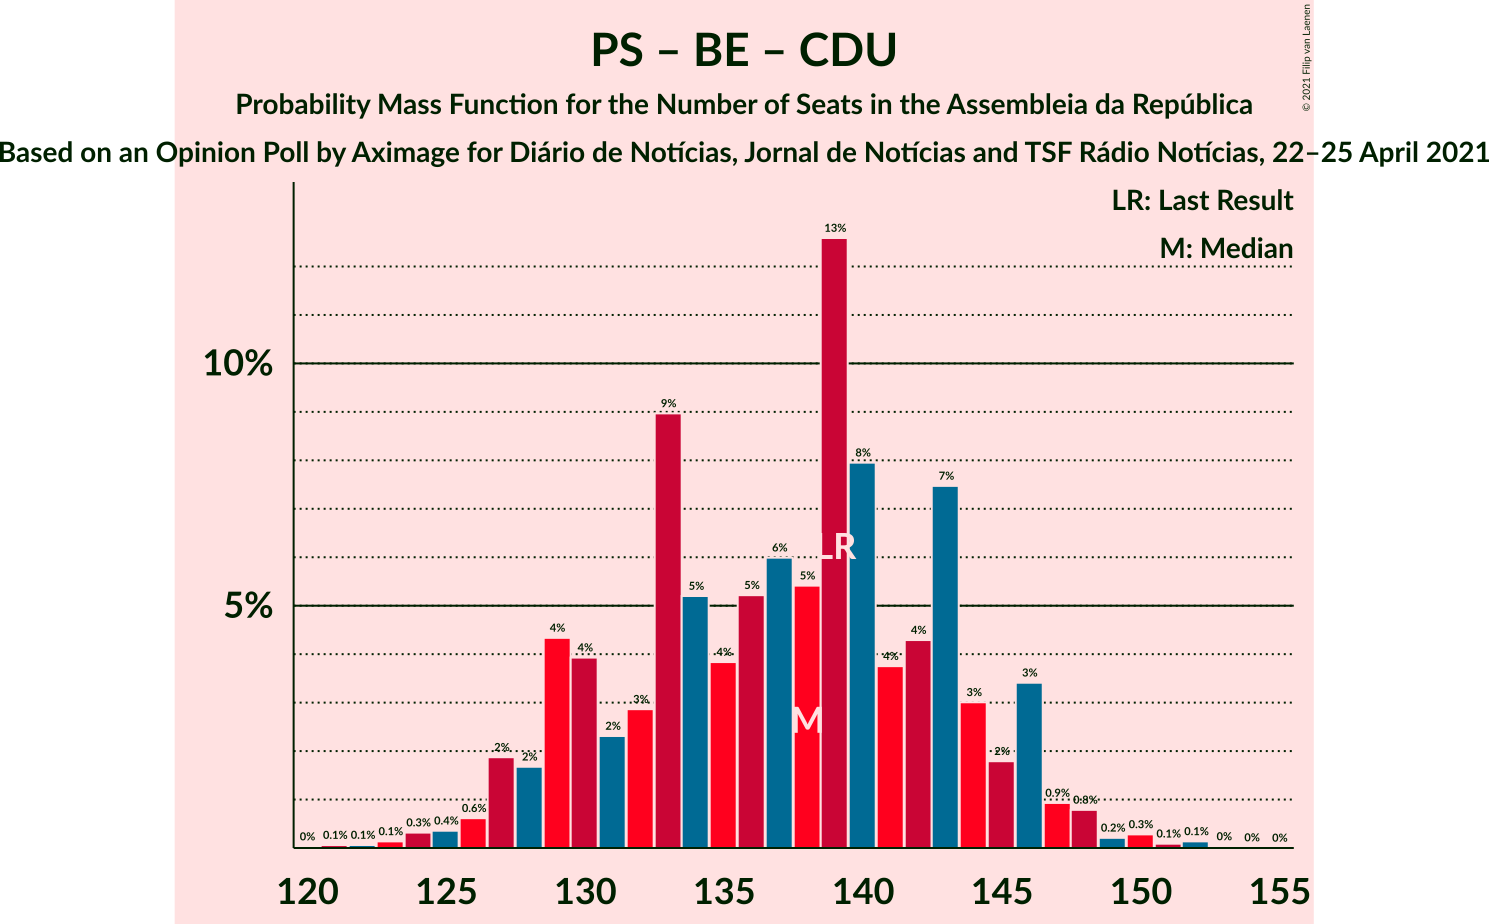 PS – BE – CDU
Probability Mass Function for the Number of Seats in the Assembleia da República
Based on an Opinion Poll by Aximage for Diário de Notícias, Jornal de Notícias and TSF Rádio Notícias, 22–25 April 2021
© 2021 Filip van Laenen
LR: Last Result
M: Median
10%
5%
0% 0.1% 0.1% 0.1% 0.3% 0.4% 0.6% 2% 2% 4% 4% 2% 3% 9% 5% 4% 5% 6% 5% 13% 8% 4% 4% 7% 3% 2% 3% 0.9% 0.8% 0.2% 0.3% 0.1% 0.1% 0% 0% 0%
LR
M
120 125 130 135 140 145 150 155